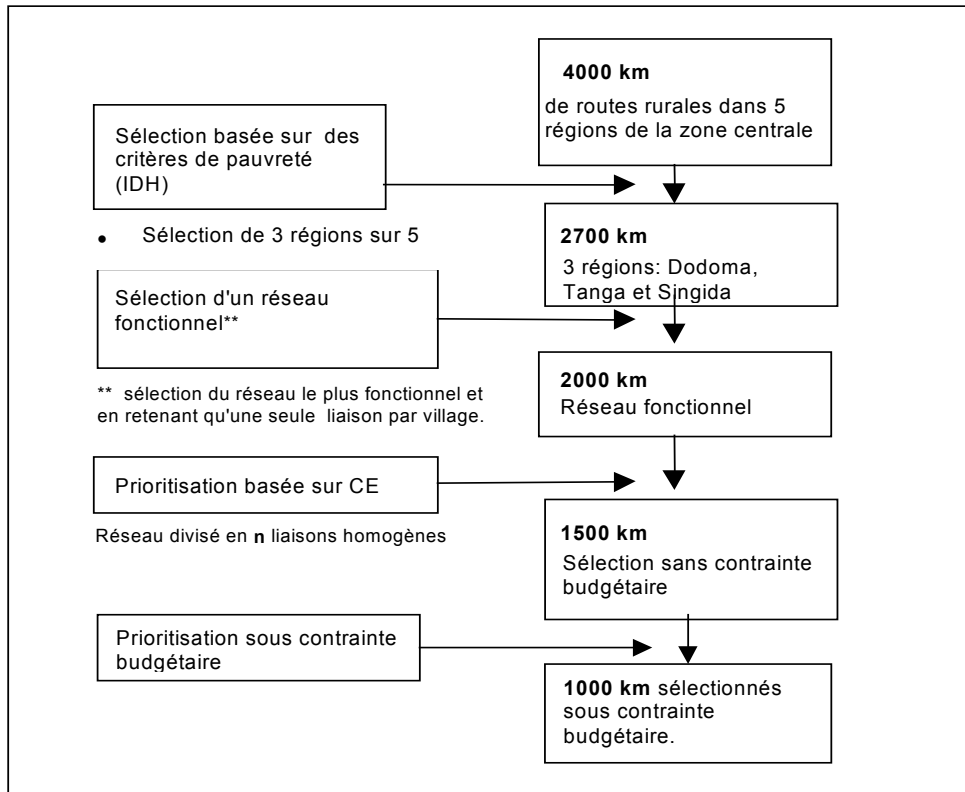 4000 km
de routes rurales dans 5
régions de la zone centrale
Sélection basée sur des
critères de pauvreté
(IDH)
• Sélection de 3 régions sur 5
2700 km
3 régions: Dodoma,
Tanga et Singida
Sélection d'un réseau
fonctionnel**
** sélection du réseau le plus fonctionnel et
en retenant qu'une seule liaison par village.
2000 km
Réseau fonctionnel
Prioritisation basée sur CE
Réseau divisé en n liaisons homogènes
1500 km
Sélection sans contrainte
budgétaire
Prioritisation sous contrainte
budgétaire
1000 km sélectionnés
sous contrainte
budgétaire.